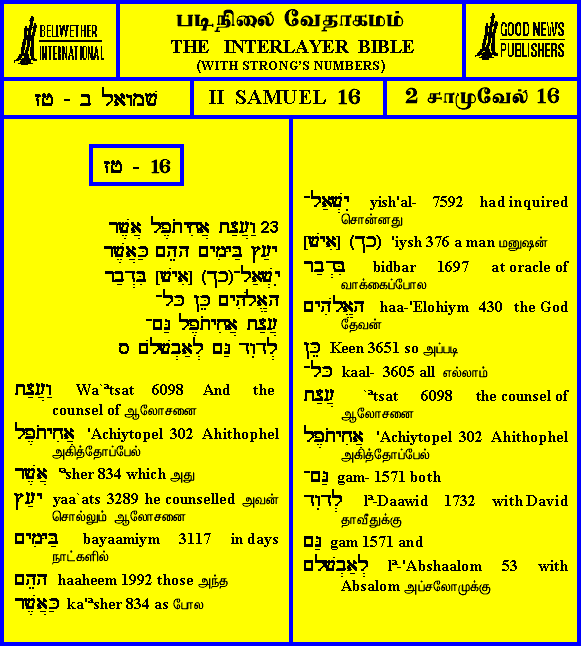 BELLWETHER
INTERNATIONAL
படிநிலை வேதாகமம்
THE INTERLAYER BIBLE
(WITH STRONG'S NUMBERS)
GOOD NEWS
PUBLISHERS
שמואל ב - טז
II SAMUEL 16
2 சாமுவேல் 16
טז - 16
23 וַעֲצַת אֲחִיתֹפֶל אֲשֶׁר
יָעַץ בַּיָּמִים הָהֵם כַּאֲשֶׁר
יִשְׁאַל־(כך) [אִישׁ] בִּדְבַר
הָאֱלֹהִים כֵּן כָּל־
עֲצַת אֲחִיתֹפֶל גַּם־
לְדָוִד גַּם לְאַבְשָׁלֹם ס
וַעֲצַת Wa`ªtsat 6098 And the
counsel of ஆலோசனை
אֲחִיתֹפֶל 'Achiytopel 302 Ahithophel
அகித்தோப்பேல்
אֲשֶׁר 'ªsher 834 which அது
יָעַץ yaa`ats 3289 he counselled அவன்
சொல்லும் ஆலோசனை
בַּיָּמִים bayaamiym 3117 in days
நாட்களில்
הָהֵם haaheem 1992 those அந்த
כַּאֲשֶׁר ka'ªsher 834 as போல
יִשְׁאַל־ yish'al- 7592 had inquired
சொன்னது
[אִישׁ] (כך) 'iysh 376 a man மனுஷன்
בִּדְבַר bidbar 1697 at oracle of
வாக்கைப்போல
הָאֱלֹהִים haa-'Elohiym 430 the God
தேவன்
כֵּן Keen 3651 so அப்படி
כָּל־ kaal- 3605 all எல்லாம்
עֲצַת `ªtsat 6098 the counsel of
ஆலோசனை
אֲחִיתֹפֶל 'Achiytopel 302 Ahithophel
அகித்தோப்பேல்
גַּם־ gam- 1571 both
לְדָוִד lª-Daawid 1732 with David
தாவீதுக்கு
גַּם gam 1571 and
לְאַבְשָׁלֹם lª-'Abshaalom 53 with
Absalom அப்சலோமுக்கு